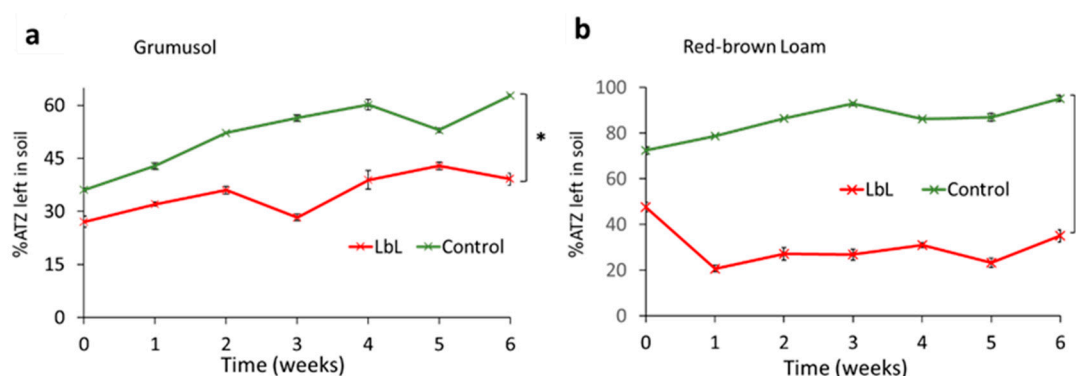 a
Grumusol
%ATZ left in soil
60
45
30
15
0
LbL
Control
*
0 1 2 3 4 5 6
Time (weeks)
b
Red-brown Loam
%ATZ left in soil
100
80
60
40
20
0
LbL
Control
0 1 2 3 4 5 6
Time (weeks)